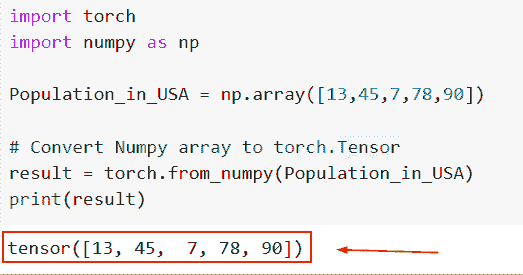 import torch
import numpy as np
Population_in_USA = np.array([13,45,7,78,90])
# Convert Numpy array to torch.Tensor
result = torch.from_numpy(Population_in_USA)
print(result)
tensor([13, 45,  7, 78, 90])